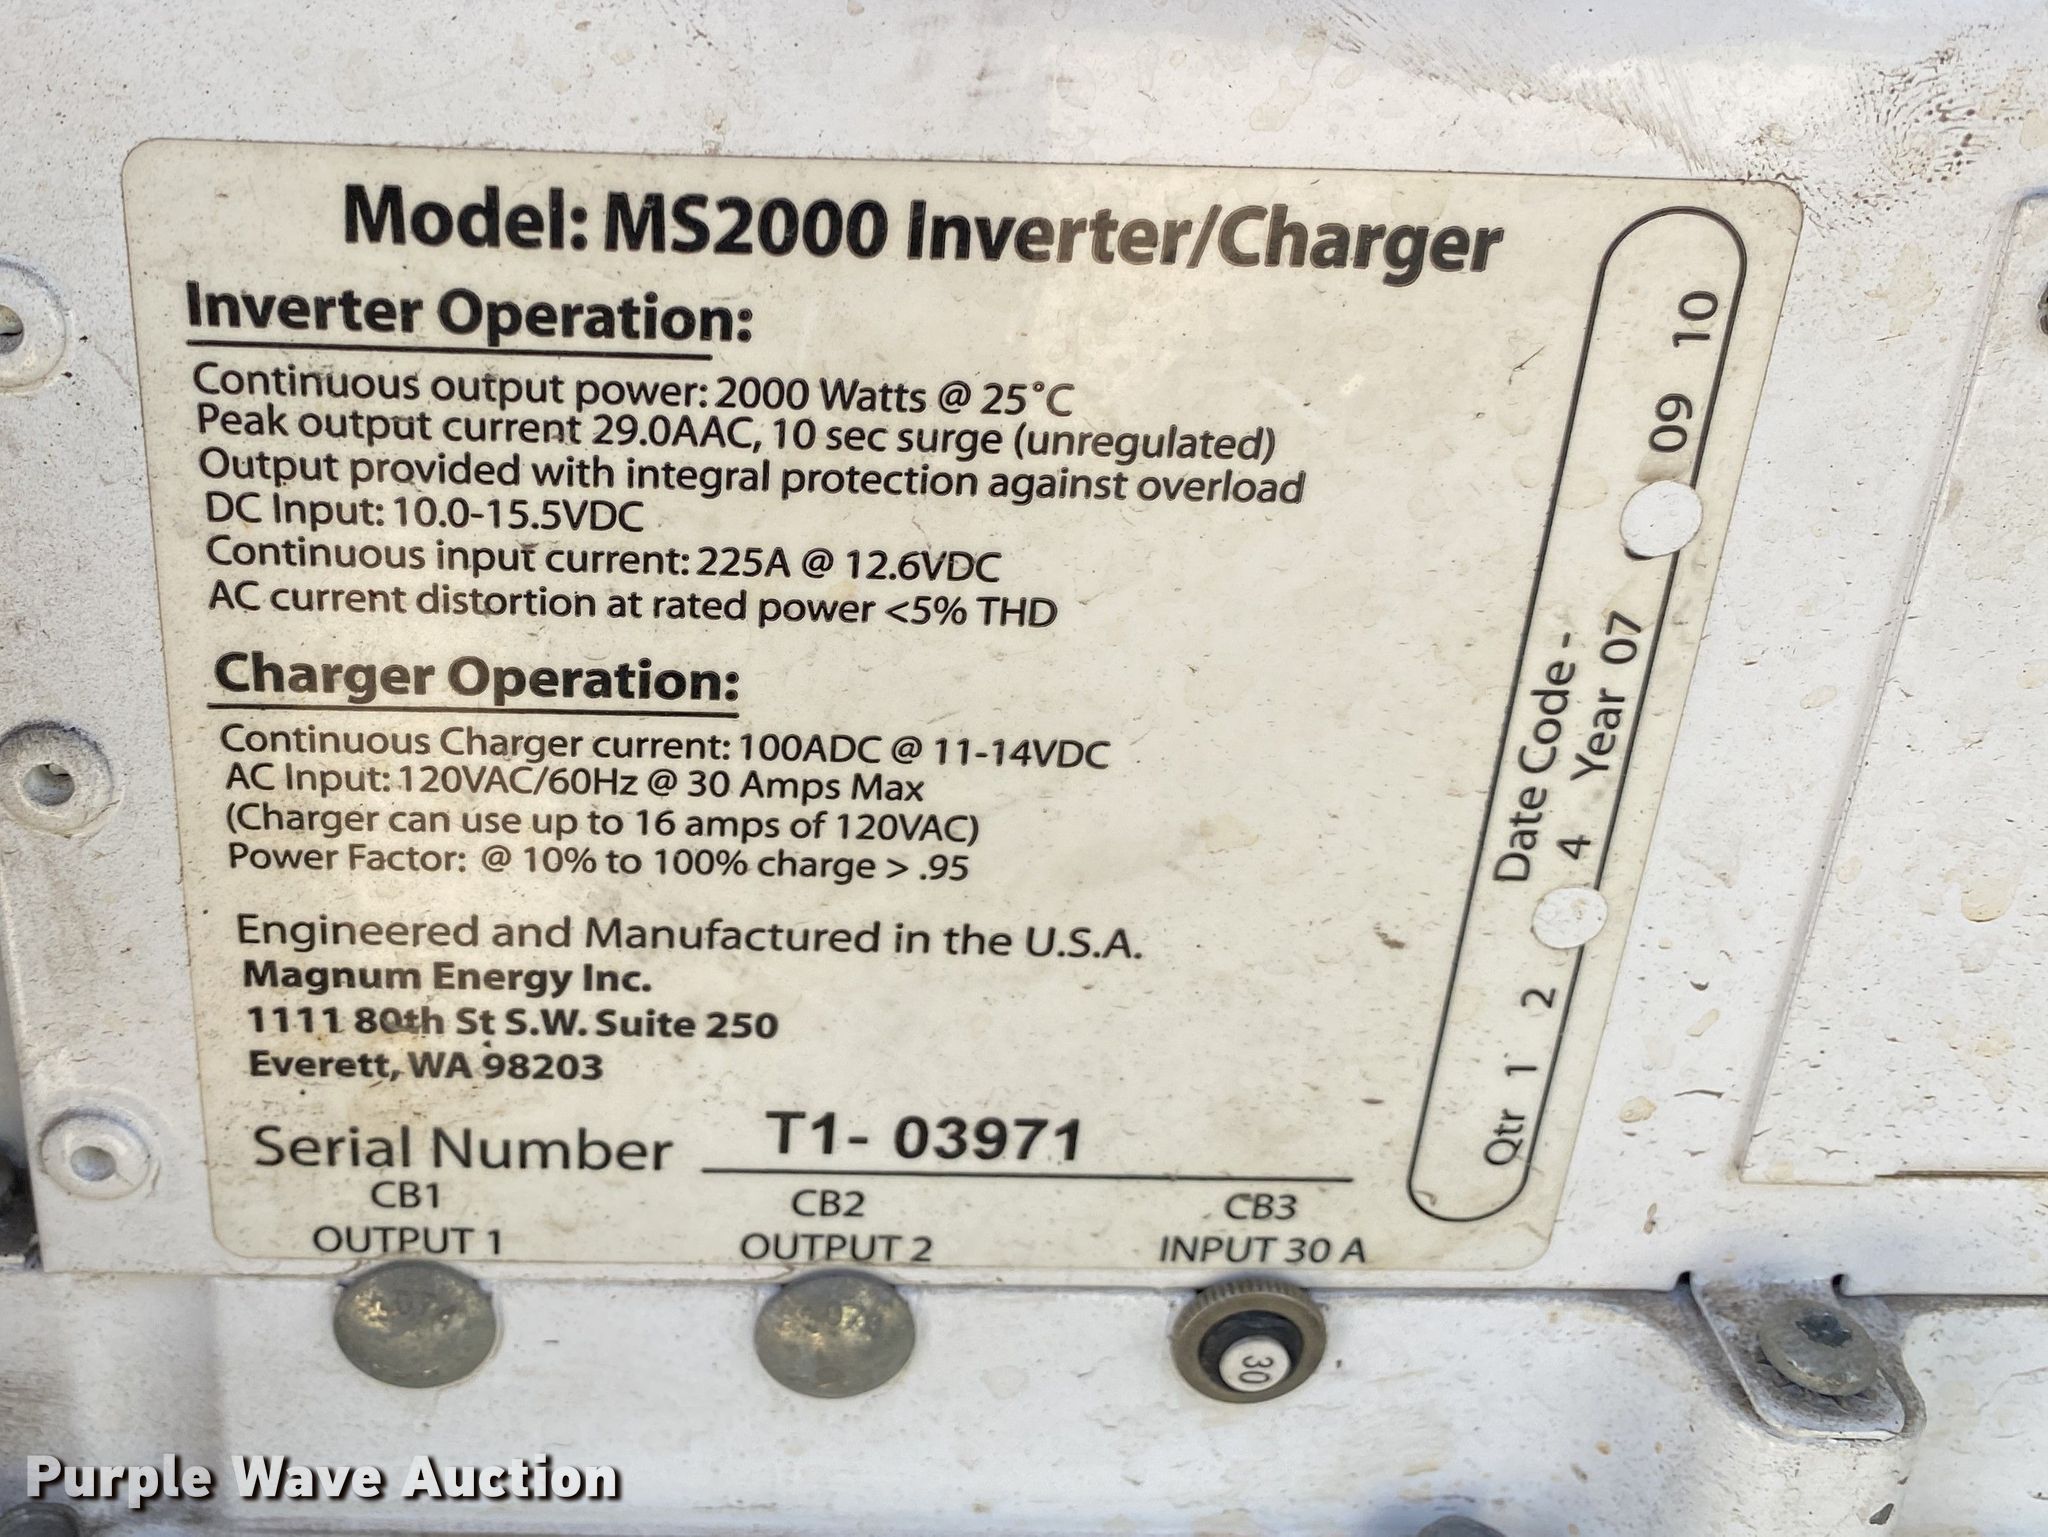 Model: MS2000 Inverter/Charger
Inverter Operation:
Continuous output power: 2000 Watts @ 25°C
Peak output current 29.0AAC, 10 sec surge (unregulated)
Output provided with integral protection against overload
DC Input: 10.0-15.5VDC
Continuous input current: 225A @ 12.6VDC
AC current distortion at rated power <5% THD
Charger Operation:
Continuous Charger current: 100ADC @ 11-14VDC
AC Input: 120VAC/60Hz @ 30 Amps Max
(Charger can use up to 16 amps of 120VAC)
Power Factor: @ 10% to 100% charge > .95
Engineered and Manufactured in the U.S.A.
Magnum Energy Inc.
1111 80th St S.W. Suite 250
Everett, WA 98203
Serial Number T1- 03971
CB1 CB2 CB3
OUTPUT 1 OUTPUT 2 INPUT 30 A
30
Date Code -
Qtr 1 2 4 Year 07 09 10
Purple Wave Auction